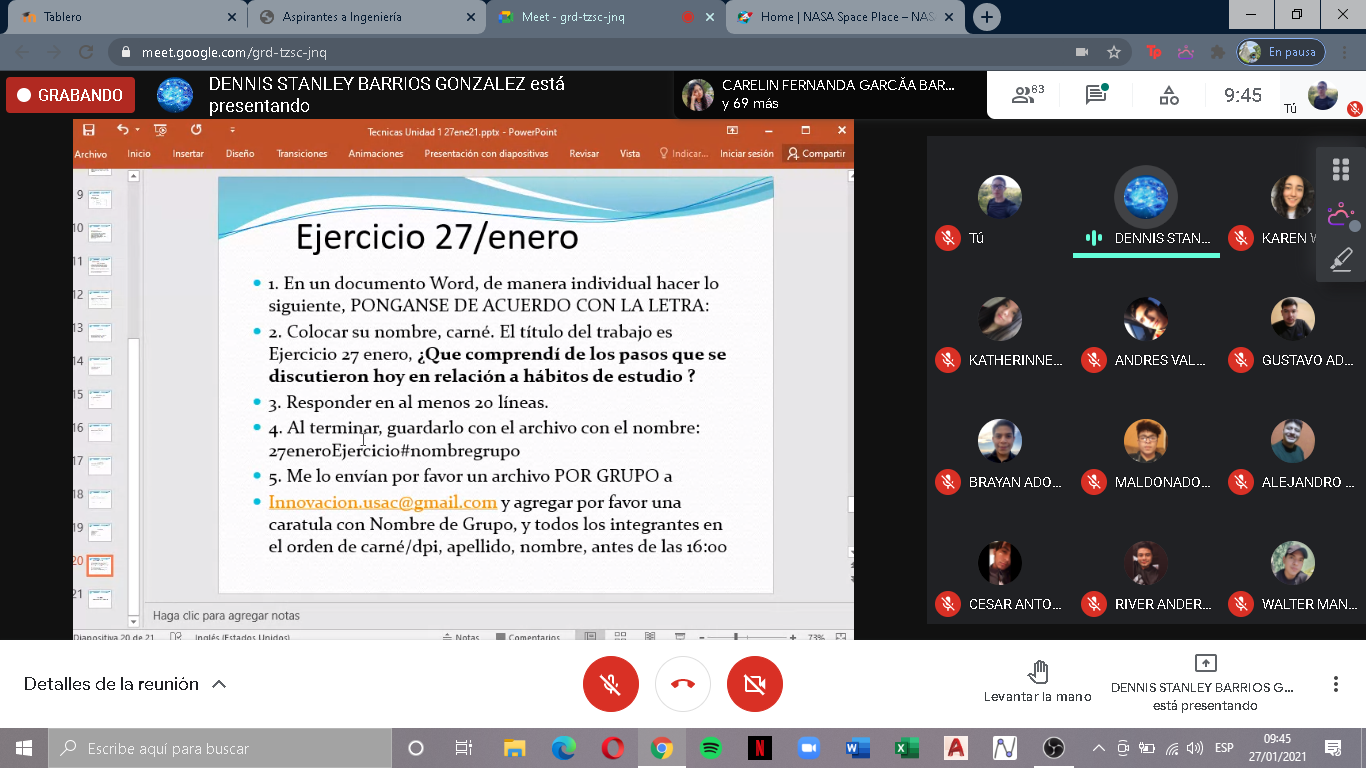 Tablero
Aspirantes a Ingeniería
Meet - grd-tzsc-jnq
Home | NASA Space Place – NAS
meet.google.com/grd-tzsc-jnq
Tp
En pausa
GRABANDO
DENNIS STANLEY BARRIOS GONZALEZ está
presentando
CARELIN FERNANDA GARCÃA BAR...
y 69 más
63
9:45
Tú
Tecnicas Unidad 1 27ene21.pptx - PowerPoint
Archivo Inicio Insertar Diseño Transiciones Animaciones Presentación con diapositivas Revisar Vista Indicar... Iniciar sesión Compartir
9
10
11
12
13
14
15
16
17
18
19
20
21
Ejercicio 27/enero
• 1. En un documento Word, de manera individual hacer lo
siguiente, PONGANSE DE ACUERDO CON LA LETRA:
• 2. Colocar su nombre, carné. El título del trabajo es
Ejercicio 27 enero, ¿Que comprendí de los pasos que se
discutieron hoy en relación a hábitos de estudio ?
• 3. Responder en al menos 20 líneas.
• 4. Al terminar, guardarlo con el archivo con el nombre:
27eneroEjercicio#nombregrupo
• 5. Me lo envían por favor un archivo POR GRUPO a
• Innovacion.usac@gmail.com y agregar por favor una
caratula con Nombre de Grupo, y todos los integrantes en
el orden de carné/dpi, apellido, nombre, antes de las 16:00
Haga clic para agregar notas
Diapositiva 20 de 21 Inglés (Estados Unidos) Notas Comentarios 73%
Tú
DENNIS STAN...
KAREN
KATHERINNE...
ANDRES VAL...
GUSTAVO AD...
BRAYAN ADO...
MALDONADO...
ALEJANDRO ...
CESAR ANTO...
RIVER ANDER...
WALTER MAN...
Detalles de la reunión
Levantar la mano
DENNIS STANLEY BARRIOS G...
está presentando
Escribe aquí para buscar
ESP
09:45
27/01/2021